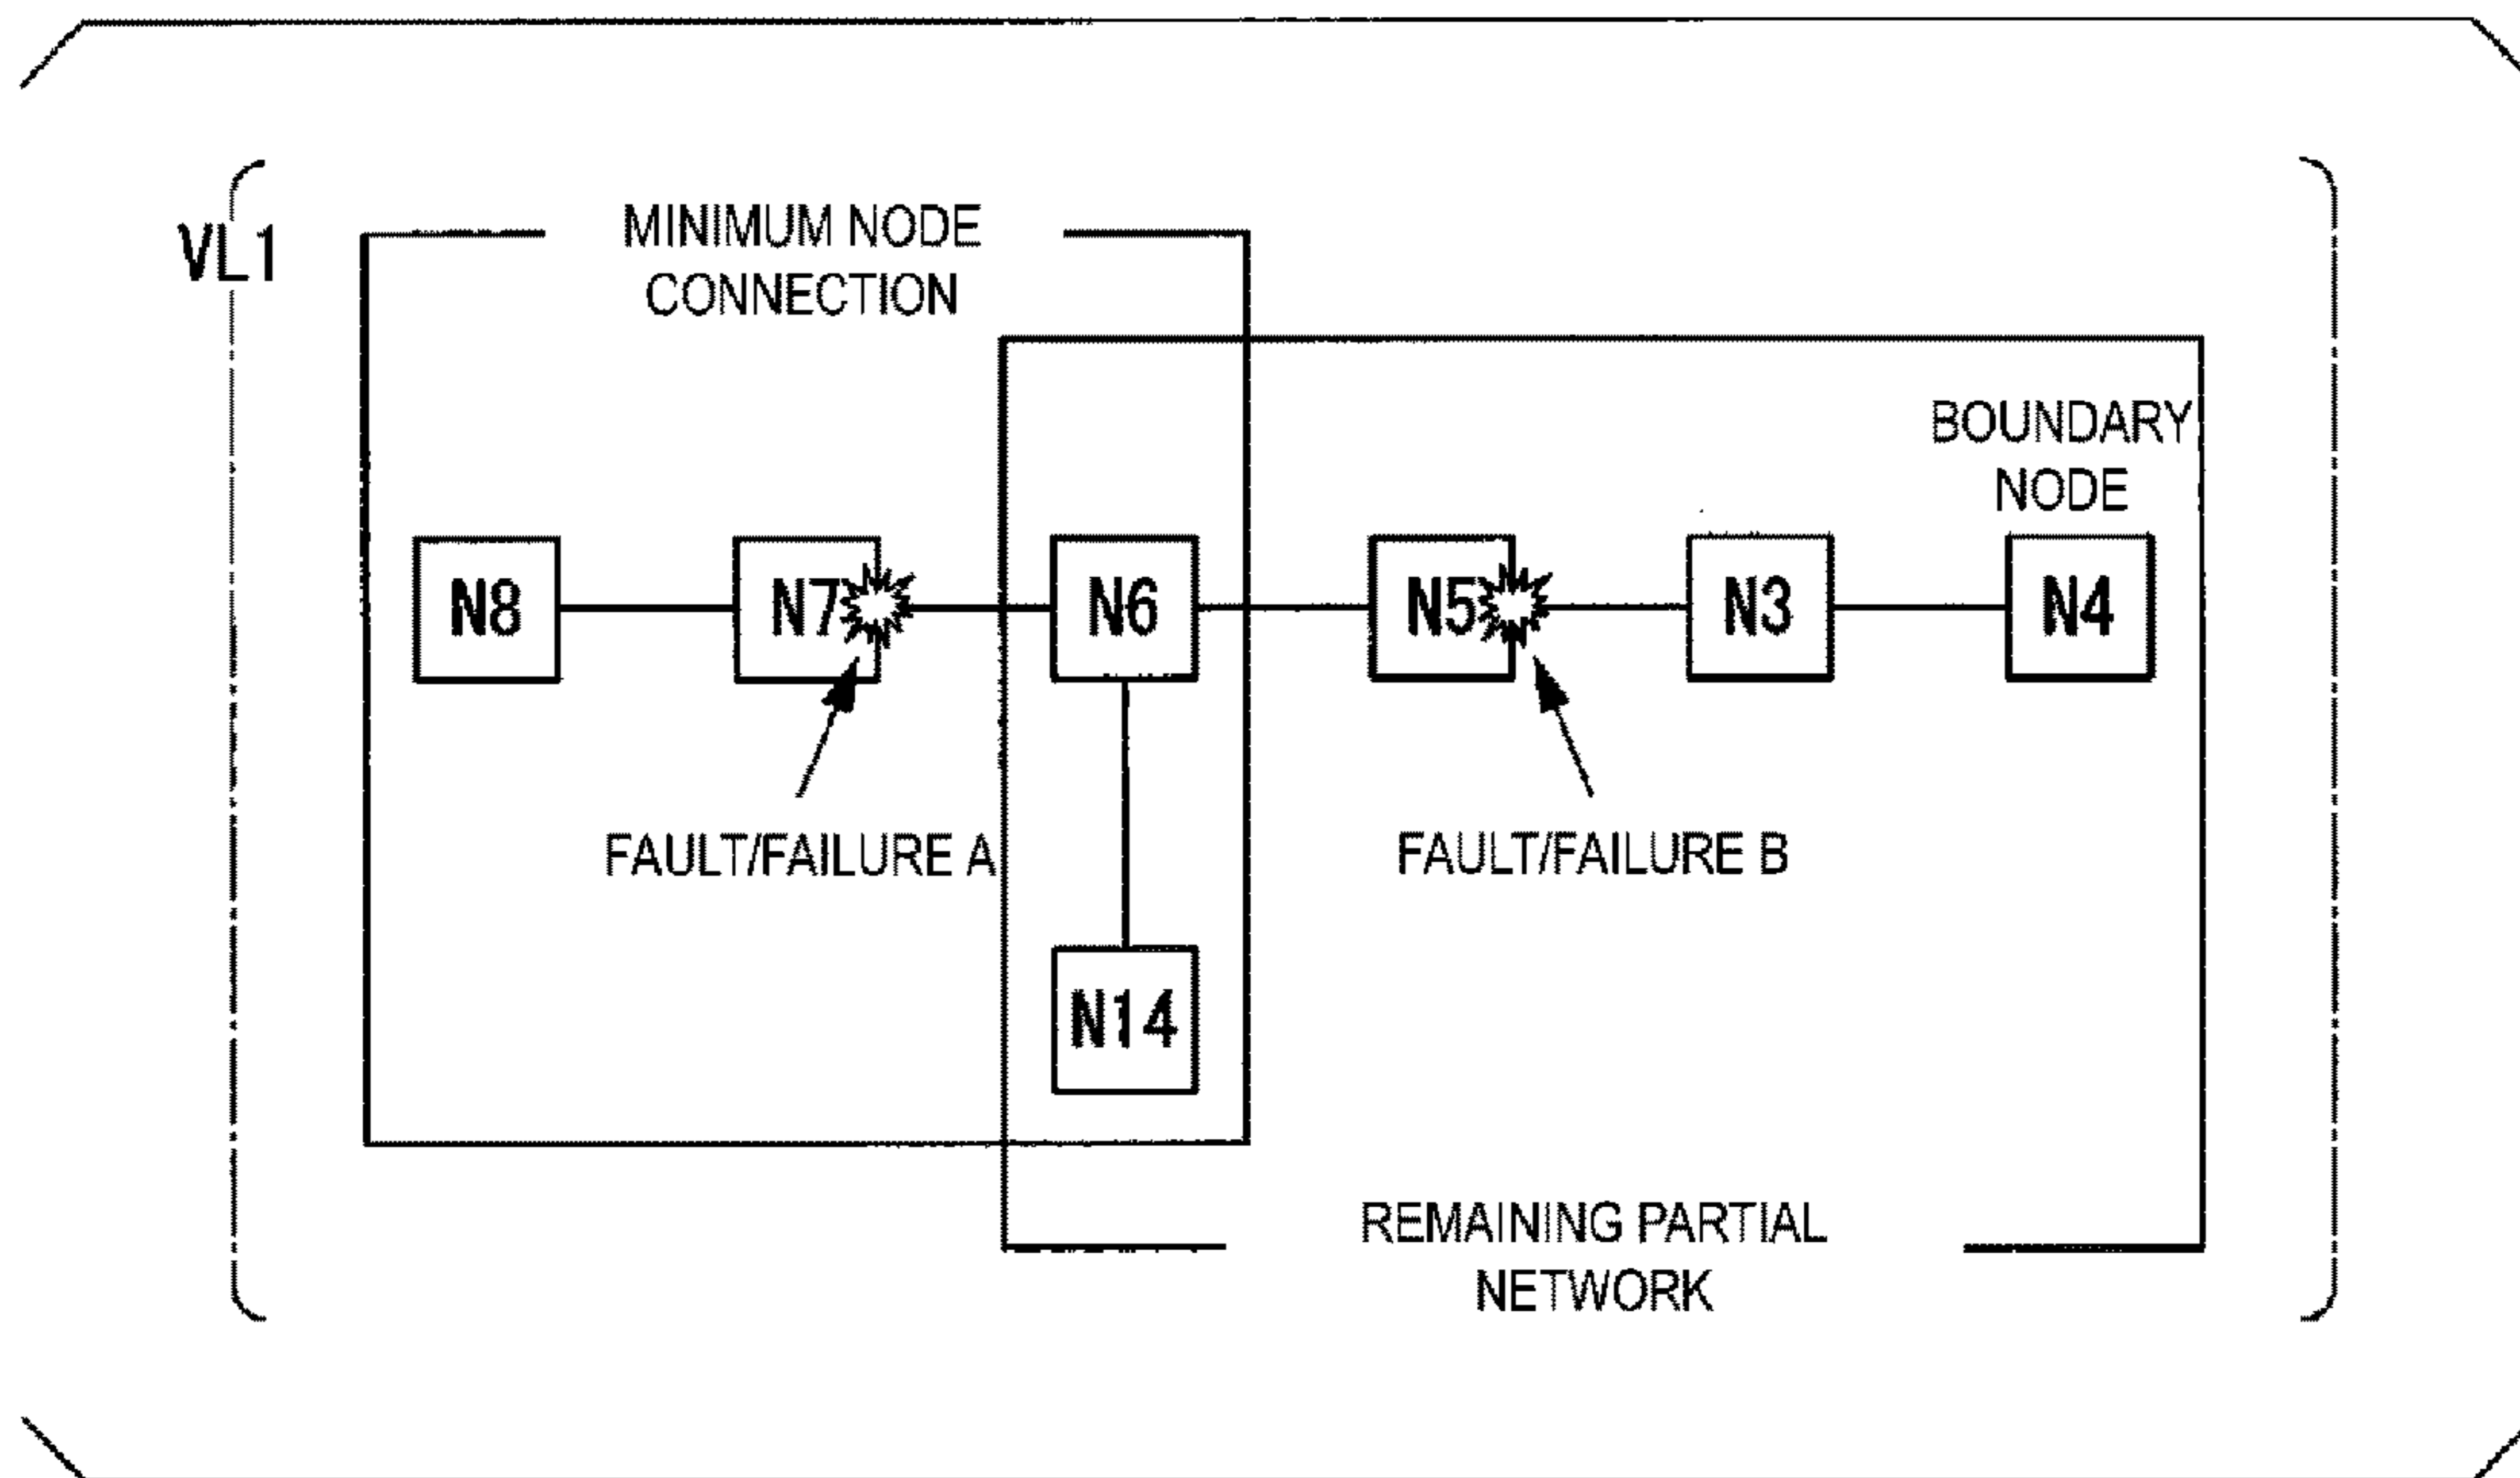 VL1
MINIMUM NODE
CONNECTION
BOUNDARY
NODE
N8
N7
N6
N5
N3
N4
FAULT/FAILURE A
FAULT/FAILURE B
N14
REMAINING PARTIAL
NETWORK